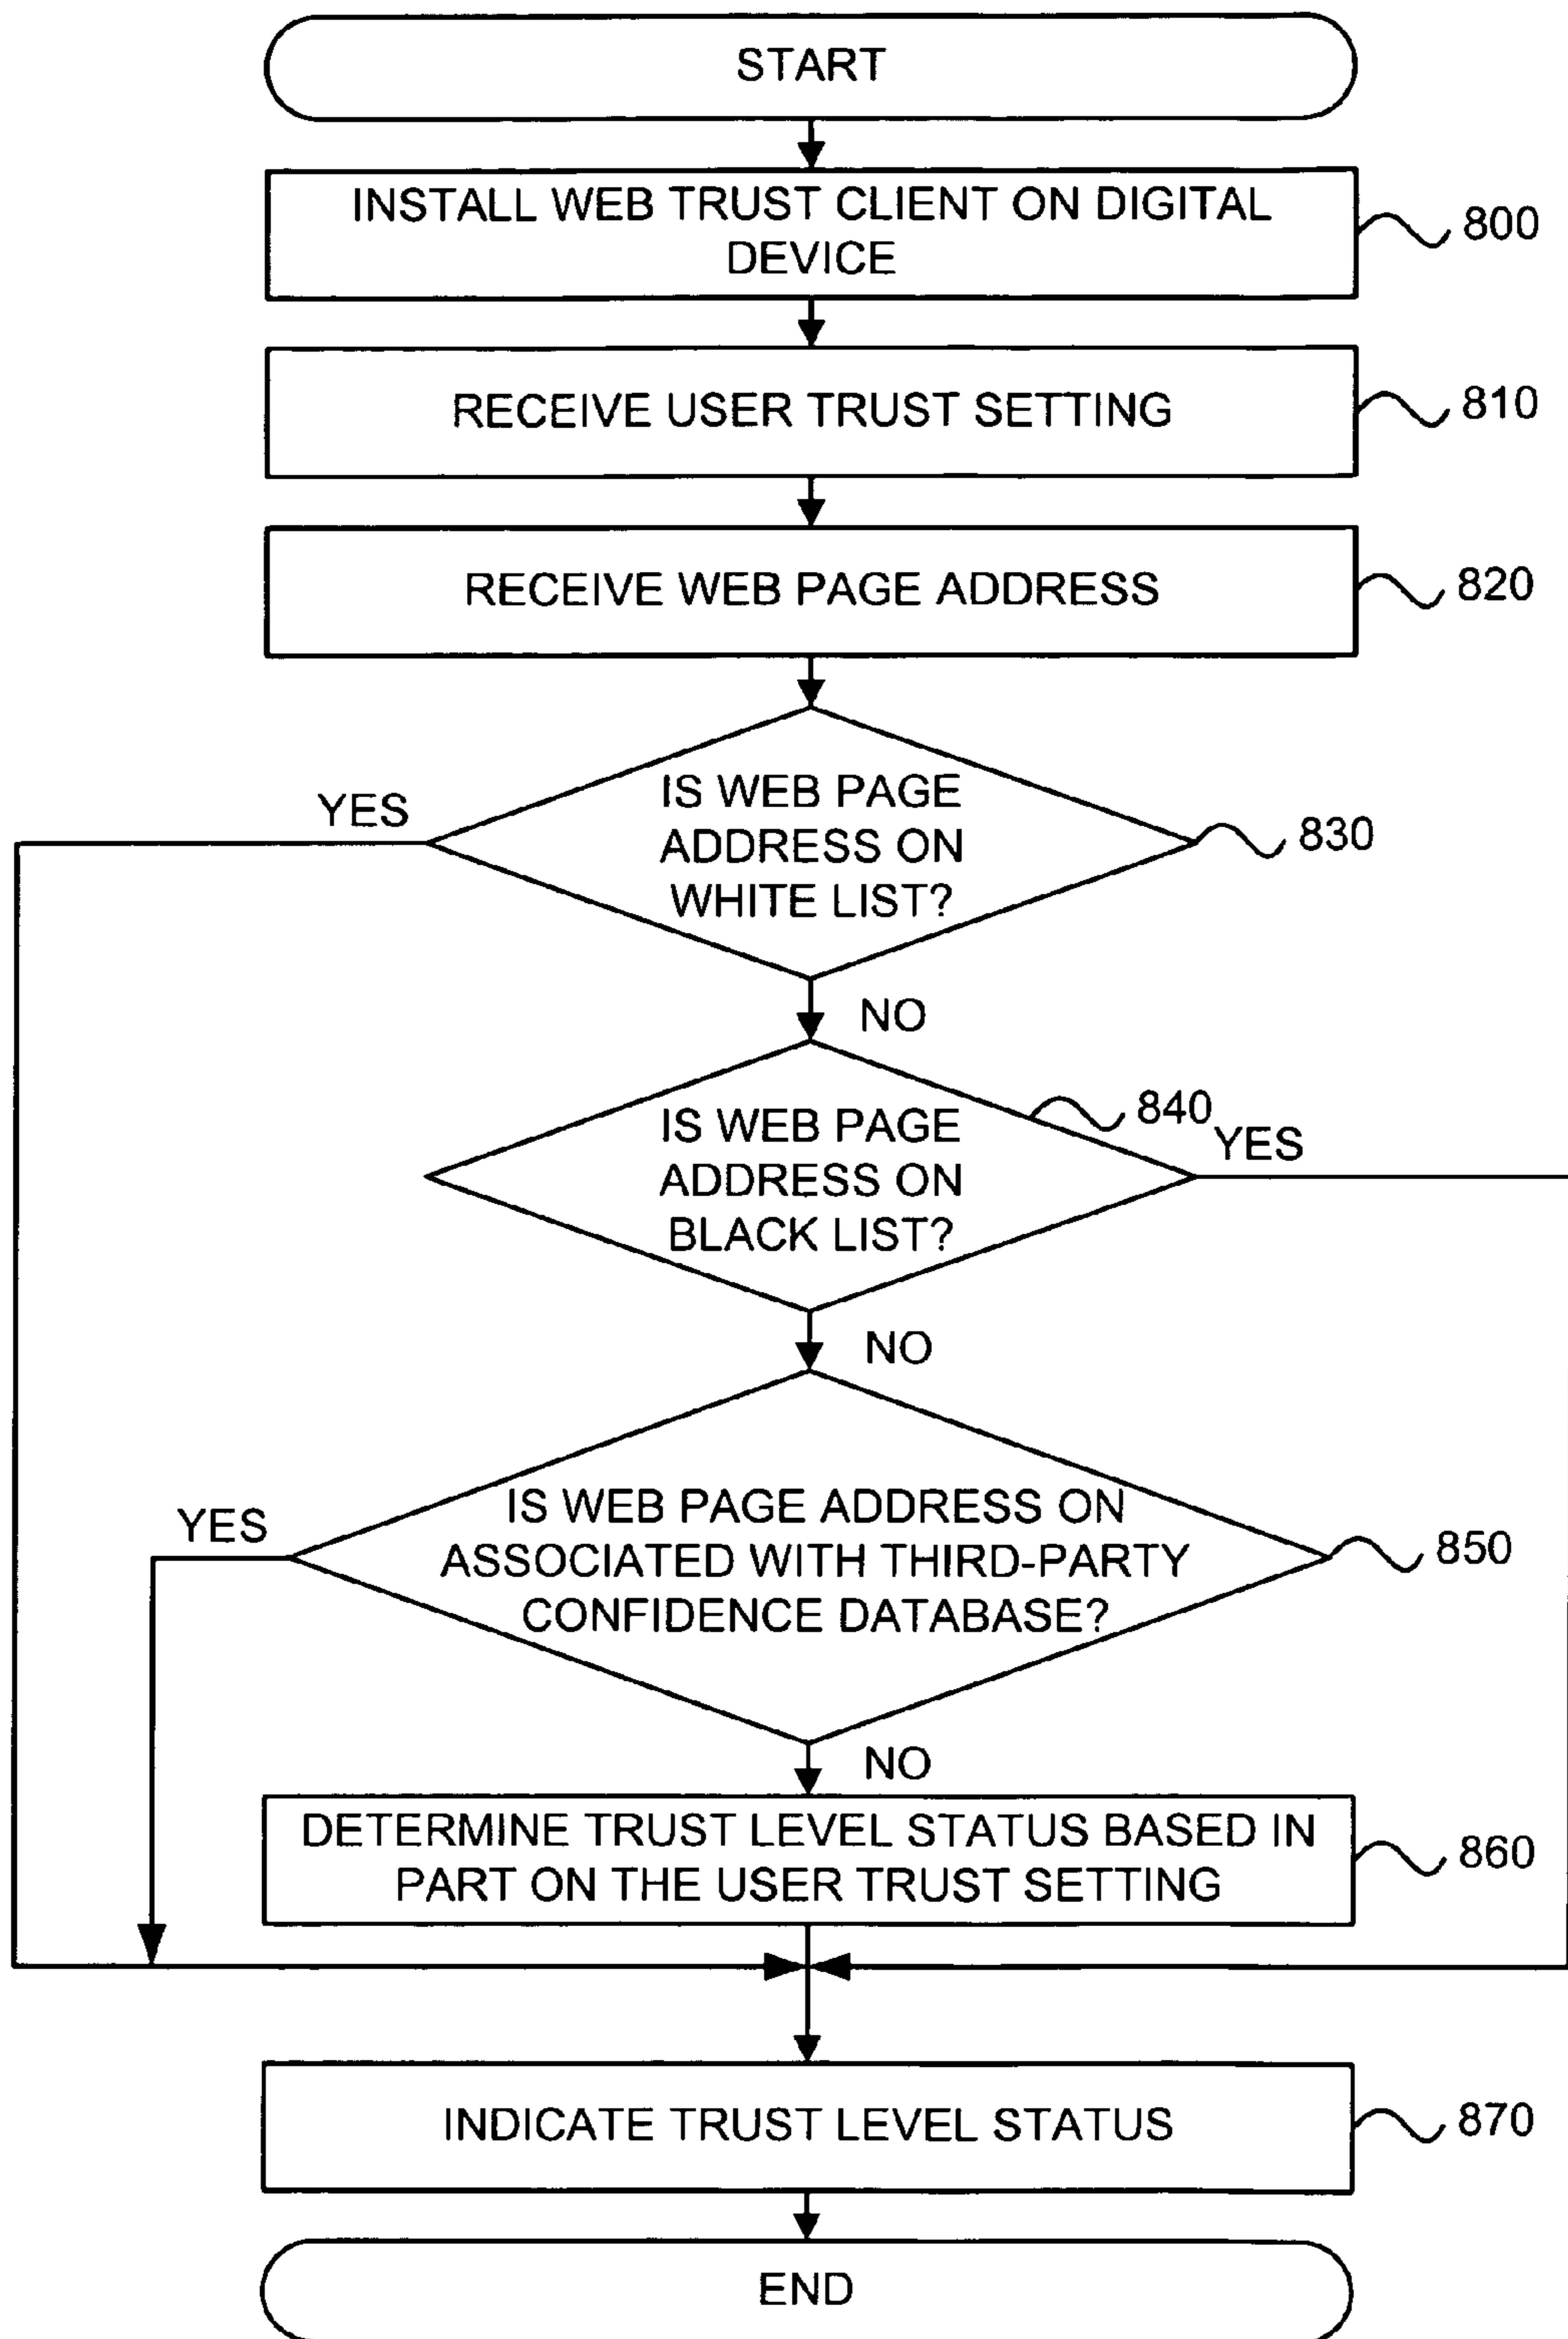 START
INSTALL WEB TRUST CLIENT ON DIGITAL
DEVICE
800
RECEIVE USER TRUST SETTING
810
RECEIVE WEB PAGE ADDRESS
820
IS WEB PAGE
ADDRESS ON
WHITE LIST?
YES
830
NO
IS WEB PAGE
ADDRESS ON
BLACK LIST?
840
YES
NO
IS WEB PAGE ADDRESS ON
ASSOCIATED WITH THIRD-PARTY
CONFIDENCE DATABASE?
YES
850
NO
DETERMINE TRUST LEVEL STATUS BASED IN
PART ON THE USER TRUST SETTING
860
INDICATE TRUST LEVEL STATUS
870
END